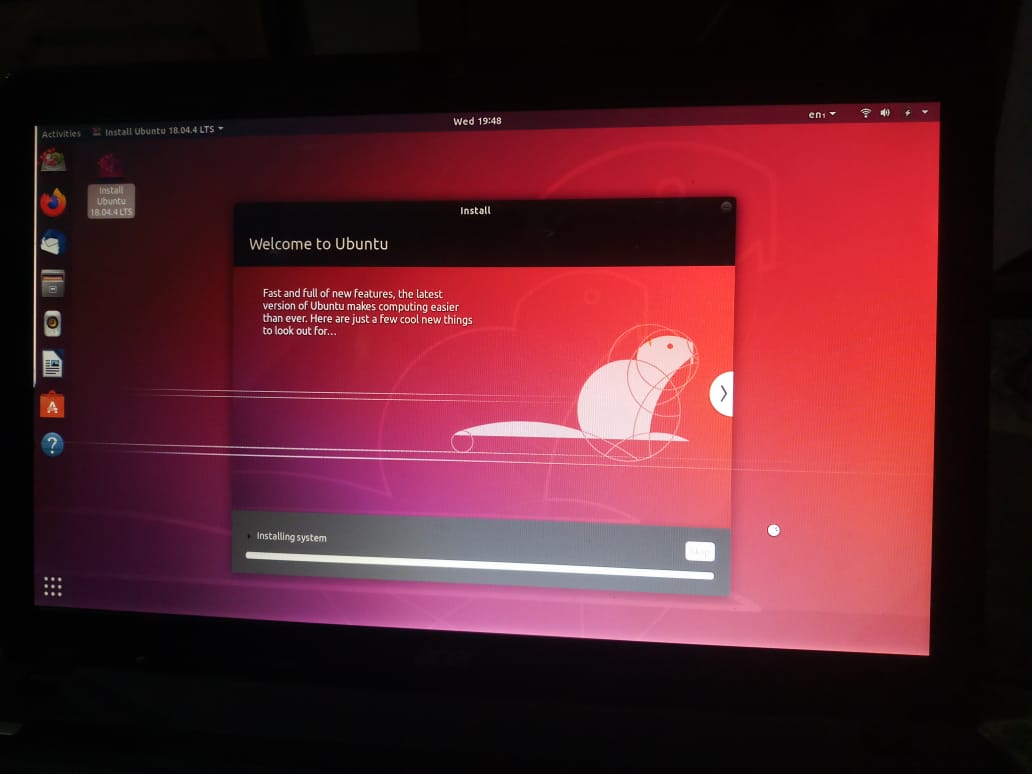 Activities
Install Ubuntu 18.04.4 LTS
Wed 19:48
en₁
Install
Ubuntu
18.04.4 LTS
Install
Welcome to Ubuntu
Fast and full of new features, the latest
version of Ubuntu makes computing easier
than ever. Here are just a few cool new things
to look out for...
Installing system
Skip
acer